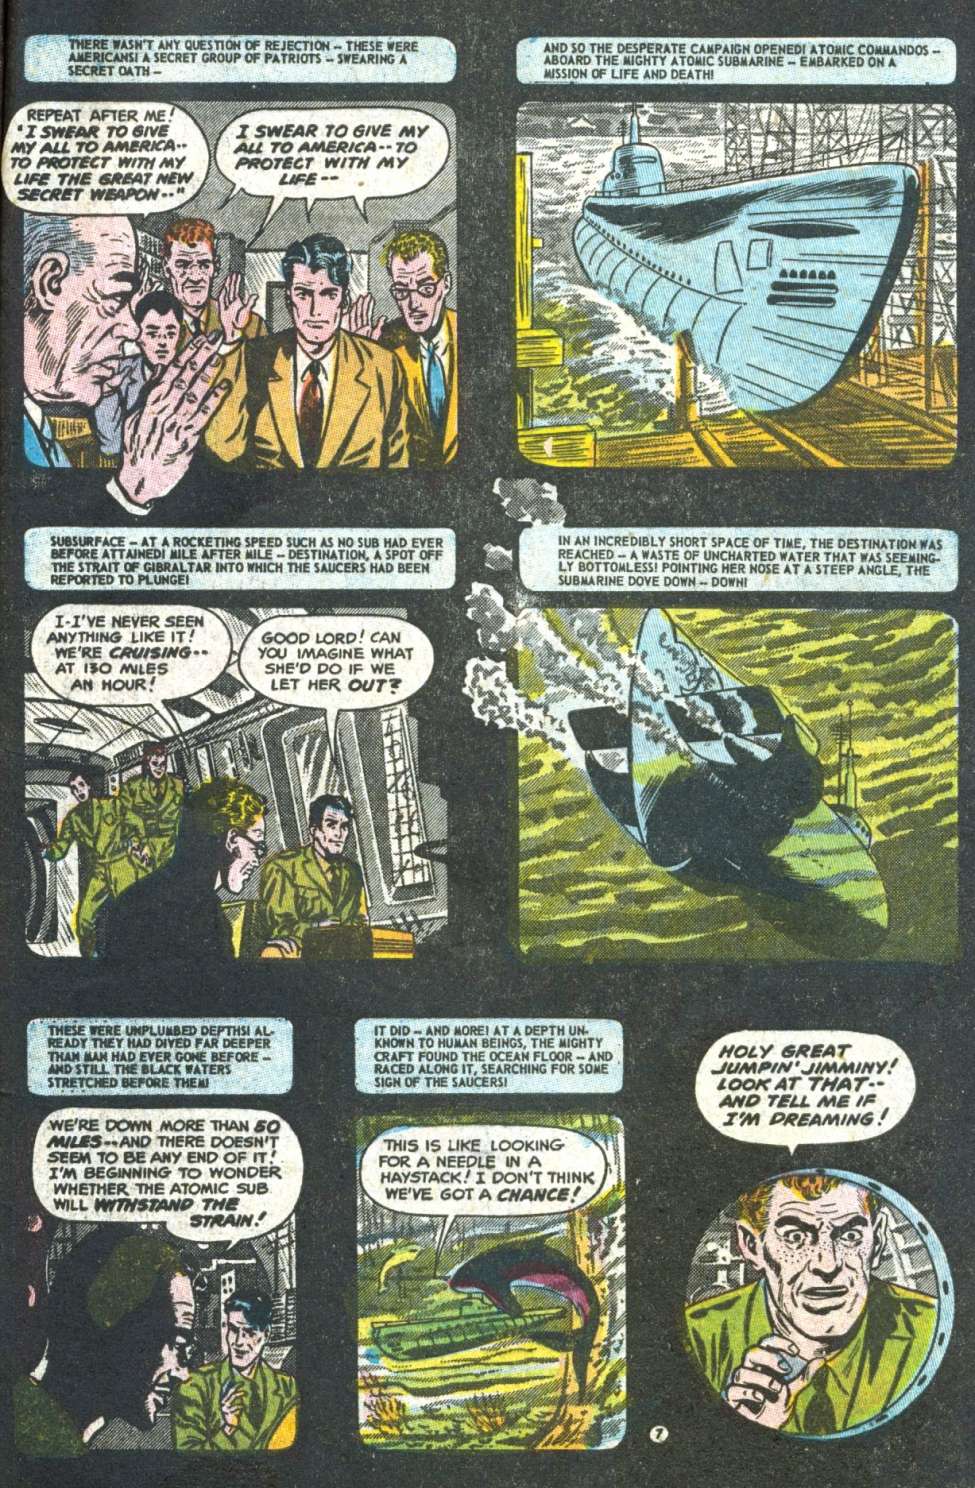 THERE WASN'T ANY QUESTION OF REJECTION – THESE WERE
AMERICANS! A SECRET GROUP OF PATRIOTS – SWEARING A
SECRET OATH –
REPEAT AFTER ME!
"I SWEAR TO GIVE
MY ALL TO AMERICA--
TO PROTECT WITH MY
LIFE THE GREAT NEW
SECRET WEAPON--"
I SWEAR TO GIVE MY
ALL TO AMERICA--TO
PROTECT WITH MY
LIFE--
AND SO THE DESPERATE CAMPAIGN OPENED! ATOMIC COMMANDOS –
ABOARD THE MIGHTY ATOMIC SUBMARINE – EMBARKED ON A
MISSION OF LIFE AND DEATH!
SUBSURFACE – AT A ROCKETING SPEED SUCH AS NO SUB HAD EVER
BEFORE ATTAINED! MILE AFTER MILE – DESTINATION, A SPOT OFF
THE STRAIT OF GIBRALTAR INTO WHICH THE SAUCERS HAD BEEN
REPORTED TO PLUNGE!
I-I'VE NEVER SEEN
ANYTHING LIKE IT!
WE'RE CRUISING--
AT 130 MILES
AN HOUR!
GOOD LORD! CAN
YOU IMAGINE WHAT
SHE'D DO IF WE
LET HER OUT?
IN AN INCREDIBLY SHORT SPACE OF TIME, THE DESTINATION WAS
REACHED – A WASTE OF UNCHARTED WATER THAT WAS SEEMING-
LY BOTTOMLESS! POINTING HER NOSE AT A STEEP ANGLE, THE
SUBMARINE DOVE DOWN – DOWN!
THESE WERE UNPLUMBED DEPTHS! AL-
READY THEY HAD DIVED FAR DEEPER
THAN MAN HAD EVER GONE BEFORE –
AND STILL THE BLACK WATERS
STRETCHED BEFORE THEM!
WE'RE DOWN MORE THAN 50
MILES--AND THERE DOESN'T
SEEM TO BE ANY END OF IT!
I'M BEGINNING TO WONDER
WHETHER THE ATOMIC SUB
WILL WITHSTAND THE
STRAIN!
IT DID – AND MORE! AT A DEPTH UN-
KNOWN TO HUMAN BEINGS, THE MIGHTY
CRAFT FOUND THE OCEAN FLOOR – AND
RACED ALONG IT, SEARCHING FOR SOME
SIGN OF THE SAUCERS!
THIS IS LIKE LOOKING
FOR A NEEDLE IN A
HAYSTACK! I DON'T THINK
WE'VE GOT A CHANCE!
HOLY GREAT
JUMPIN' JIMMINY!
LOOK AT THAT--
AND TELL ME IF
I'M DREAMING!
7